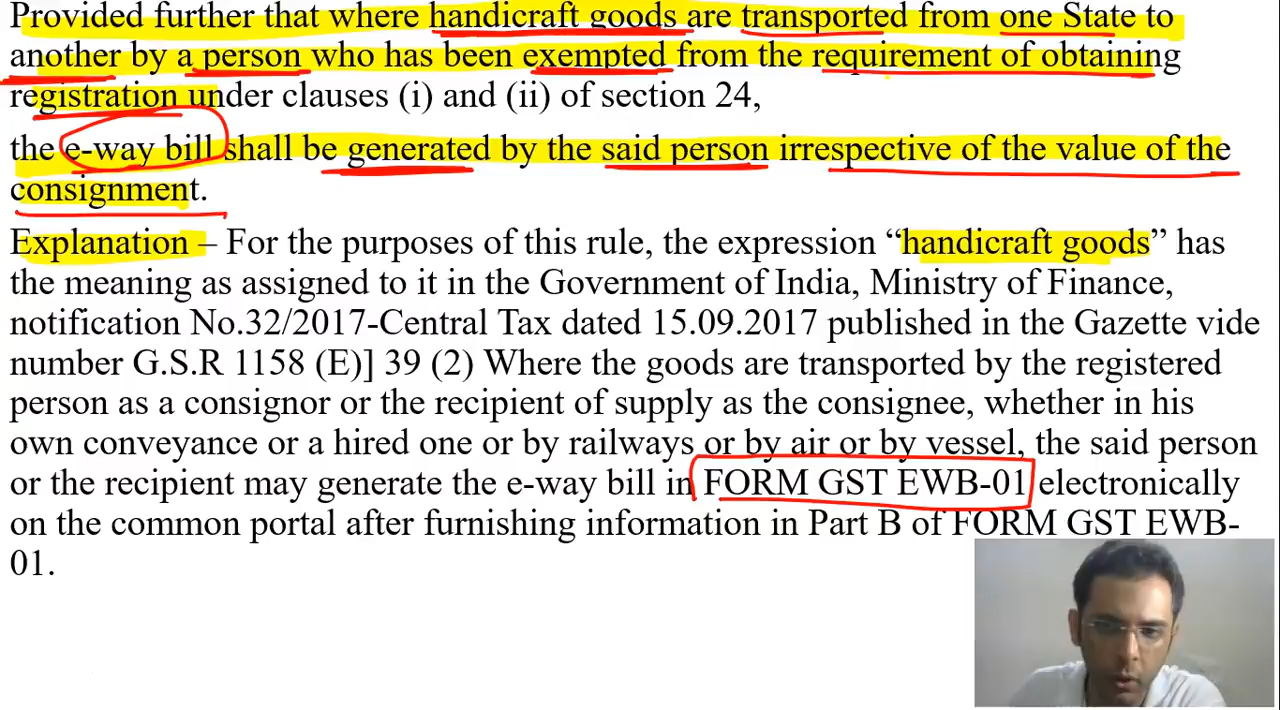 Provided further that where handicraft goods are transported from one State to
another by a person who has been exempted from the requirement of obtaining
registration under clauses (i) and (ii) of section 24,
the e-way bill shall be generated by the said person irrespective of the value of the
consignment.
Explanation – For the purposes of this rule, the expression “handicraft goods” has
the meaning as assigned to it in the Government of India, Ministry of Finance,
notification No.32/2017-Central Tax dated 15.09.2017 published in the Gazette vide
number G.S.R 1158 (E)] 39 (2) Where the goods are transported by the registered
person as a consignor or the recipient of supply as the consignee, whether in his
own conveyance or a hired one or by railways or by air or by vessel, the said person
or the recipient may generate the e-way bill in FORM GST EWB-01 electronically
on the common portal after furnishing information in Part B of FORM GST EWB-
01.